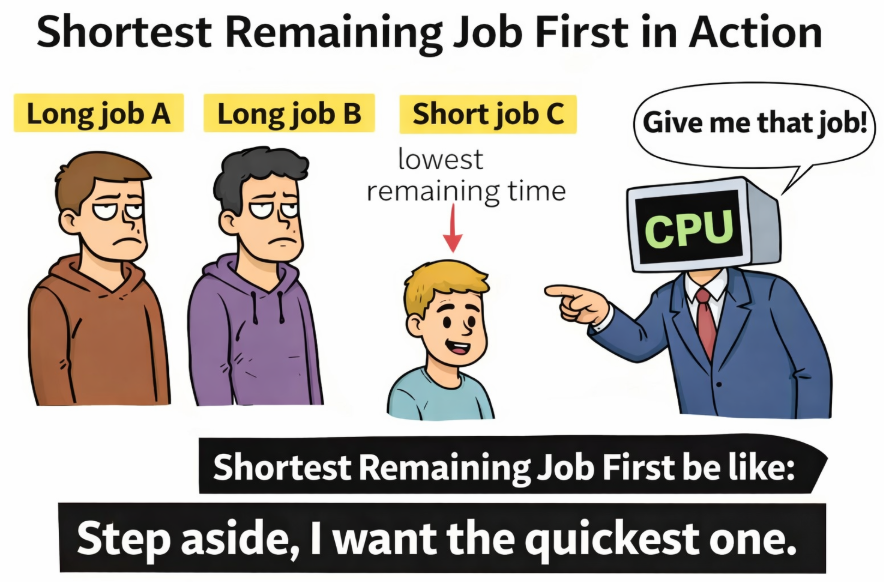 Shortest Remaining Job First in Action
Long job A
Long job B
Short job C
lowest
remaining time
Give me that job!
CPU
Shortest Remaining Job First be like:
Step aside, I want the quickest one.